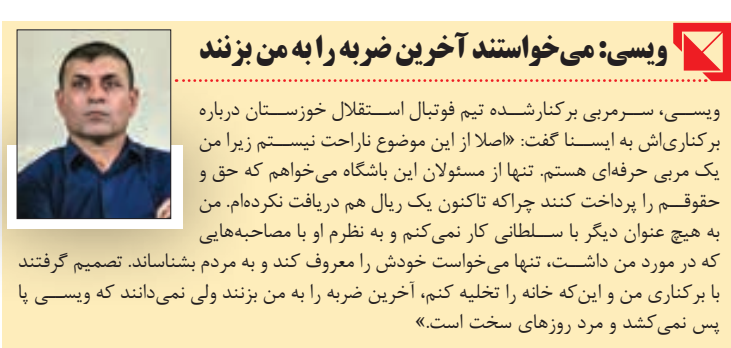 ویسی: می‌خواستند آخرین ضربه را به من بزنند
ویسی، سرمربی برکنارشده تیم فوتبال استقلال خوزستان درباره
برکناری‌اش به ایسنا گفت: «اصلا از این موضوع ناراحت نیستم زیرا من
یک مربی حرفه‌ای هستم. تنها از مسئولان این باشگاه می‌خواهم که حق و
حقوقم را پرداخت کنند چراکه تاکنون یک ریال هم دریافت نکرده‌ام. من
به هیچ عنوان دیگر با سلطانی کار نمی‌کنم و به نظرم او با مصاحبه‌هایی
که در مورد من داشت، تنها می‌خواست خودش را معروف کند و به مردم بشناساند. تصمیم گرفتند
با برکناری من و این‌که خانه را تخلیه کنم، آخرین ضربه را به من بزنند ولی نمی‌دانند که ویسی پا
پس نمی‌کشد و مرد روزهای سخت است.»